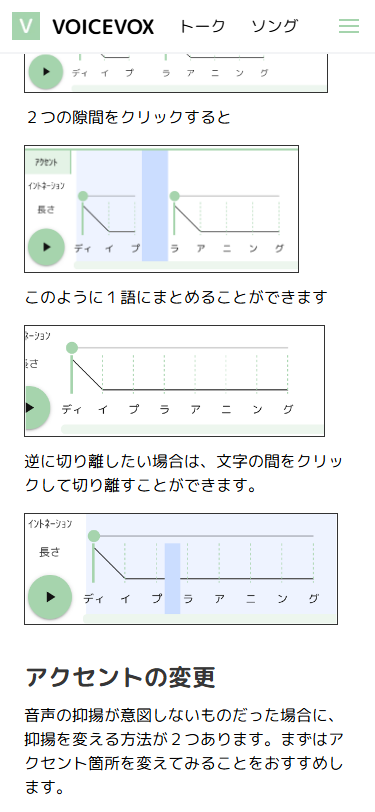 VOICEVOX トーク ソング
ディ イ プ ラ ア ニ ン グ
２つの隙間をクリックすると
アクセント
イントネーション
長さ
ディ イ プ ラ ア ニ ン グ
このように１語にまとめることができます
ネーション
長さ
ディ イ プ ラ ア ニ ン グ
逆に切り離したい場合は、文字の間をクリッ
クして切り離すことができます。
イントネーション
長さ
ディ イ プ ラ ア ニ ン グ
アクセントの変更
音声の抑揚が意図しないものだった場合に、
抑揚を変える方法が２つあります。まずはア
クセント箇所を変えてみることをおすすめし
ます。